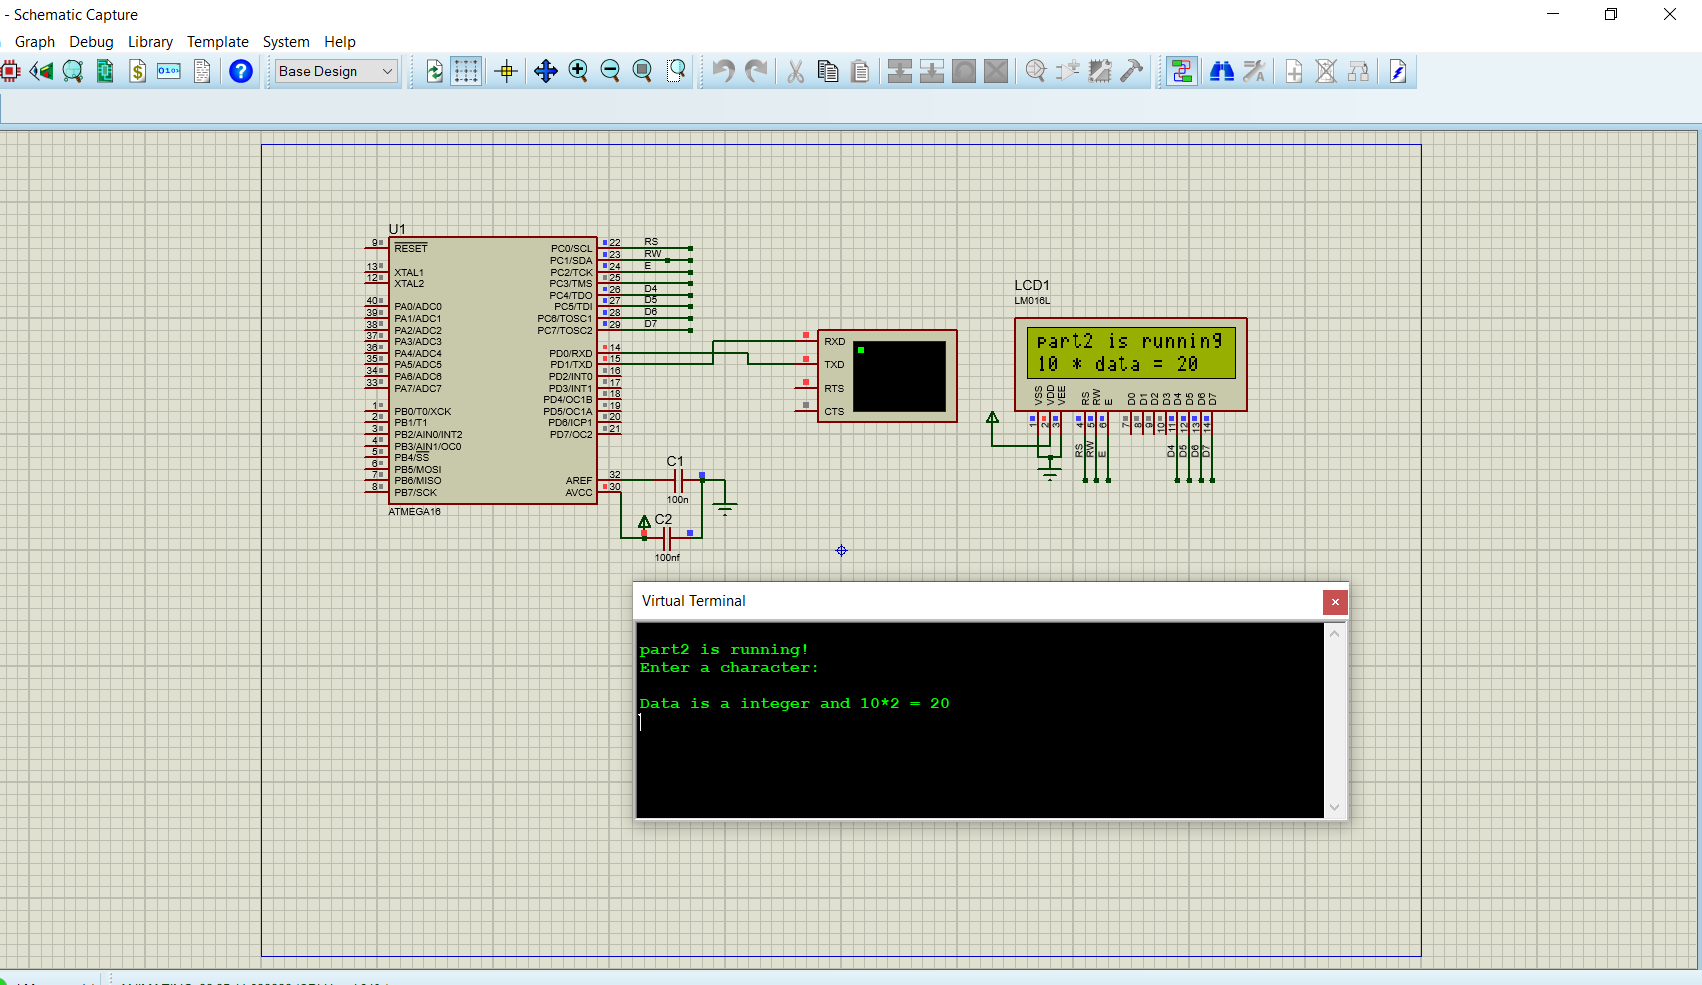 - Schematic Capture
Graph Debug Library Template System Help
Base Design
U1
9 RESET
13 XTAL1
12 XTAL2
40 PA0/ADC0
39 PA1/ADC1
38 PA2/ADC2
37 PA3/ADC3
36 PA4/ADC4
35 PA5/ADC5
34 PA6/ADC6
33 PA7/ADC7
1 PB0/T0/XCK
2 PB1/T1
3 PB2/AIN0/INT2
4 PB3/AIN1/OC0
5 PB4/SS
6 PB5/MOSI
7 PB6/MISO
8 PB7/SCK
PC0/SCL 22 RS
PC1/SDA 23 RW
PC2/TCK 24 E
PC3/TMS 25
PC4/TDO 26 D4
PC5/TDI 27 D5
PC6/TOSC1 28 D6
PC7/TOSC2 29 D7
PD0/RXD 14
PD1/TXD 15
PD2/INT0 16
PD3/INT1 17
PD4/OC1B 18
PD5/OC1A 19
PD6/ICP1 20
PD7/OC2 21
AREF 32
AVCC 30
ATMEGA16
C1
100n
C2
100nf
RXD
TXD
RTS
CTS
LCD1
LM016L
part2 is running
10 * data = 20
VSS VDD VEE RS RW E D0 D1 D2 D3 D4 D5 D6 D7
1 2 3 4 5 6 7 8 9 10 11 12 13 14
RS RW E D4 D5 D6 D7
Virtual Terminal
part2 is running!
Enter a character:
Data is a integer and 10*2 = 20